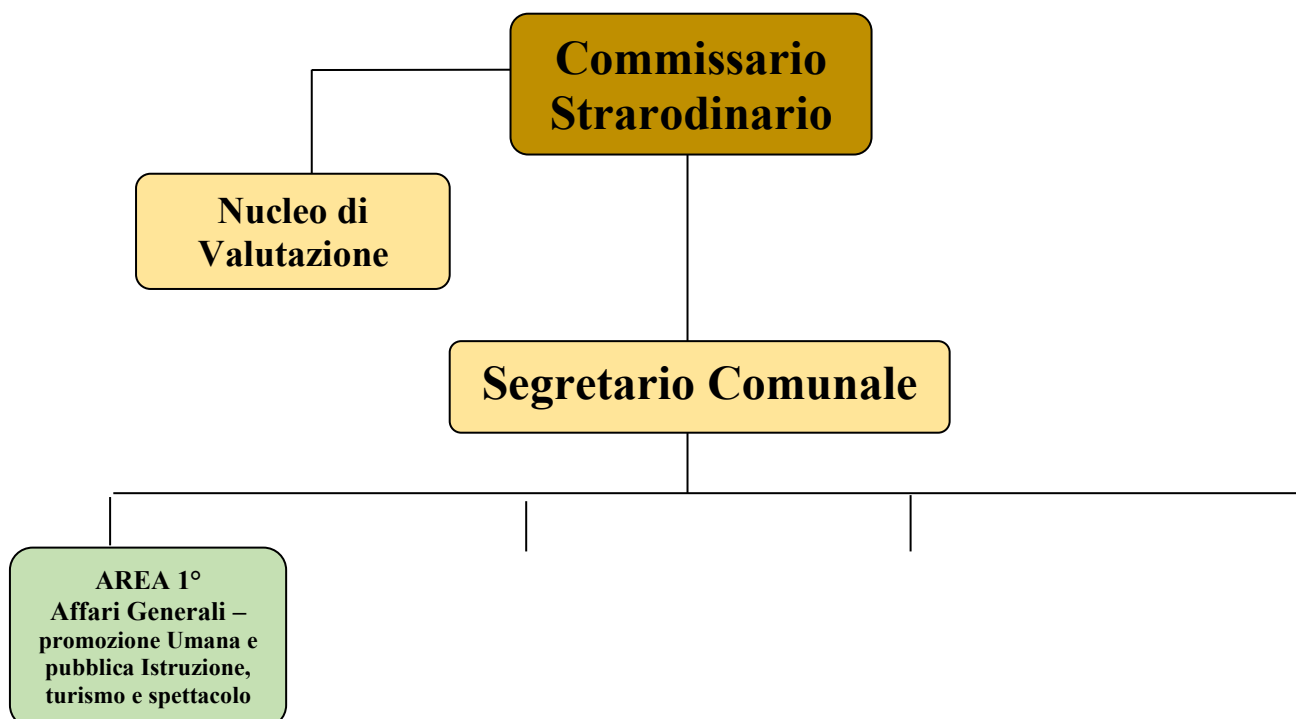 Commissario
Strarodinario
Nucleo di
Valutazione
Segretario Comunale
AREA 1°
Affari Generali –
promozione Umana e
pubblica Istruzione,
turismo e spettacolo